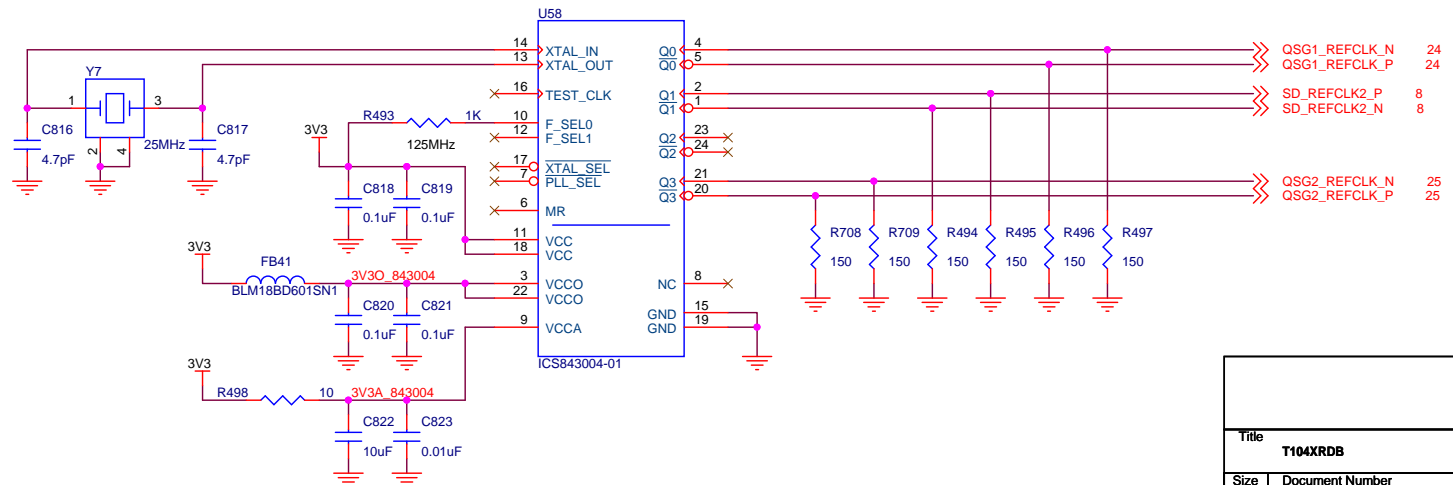 U58
14 XTAL_IN
13 XTAL_OUT
16 TEST_CLK
10 F_SEL0
12 F_SEL1
17 XTAL_SEL
7 PLL_SEL
6 MR
11 VCC
18 VCC
3 VCCO
22 VCCO
9 VCCA
Q0 4
Q0 5
Q1 2
Q1 1
Q2 23
Q2 24
Q3 21
Q3 20
NC 8
GND 15
GND 19
ICS843004-01
Y7
1 3
2 4
25MHz
C816
4.7pF
C817
4.7pF
3V3
R493 1K
125MHz
C818
0.1uF
C819
0.1uF
3V3
FB41
BLM18BD601SN1
3V3O_843004
C820
0.1uF
C821
0.1uF
3V3
R498 10
3V3A_843004
C822
10uF
C823
0.01uF
QSG1_REFCLK_N 24
QSG1_REFCLK_P 24
SD_REFCLK2_P 8
SD_REFCLK2_N 8
QSG2_REFCLK_N 25
QSG2_REFCLK_P 25
R708
150
R709
150
R494
150
R495
150
R496
150
R497
150
Title
T104XRDB
Size Document Number